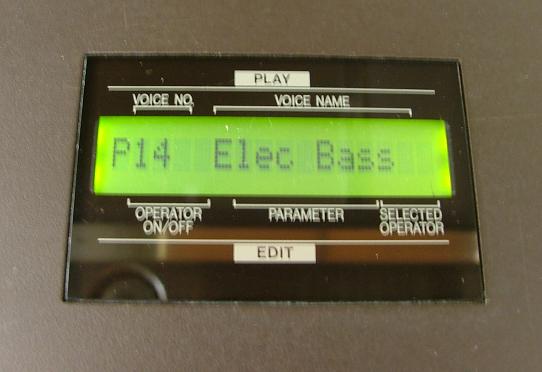 PLAY
VOICE NO. VOICE NAME
P14 Elec Bass
OPERATOR ON/OFF PARAMETER SELECTED OPERATOR
EDIT